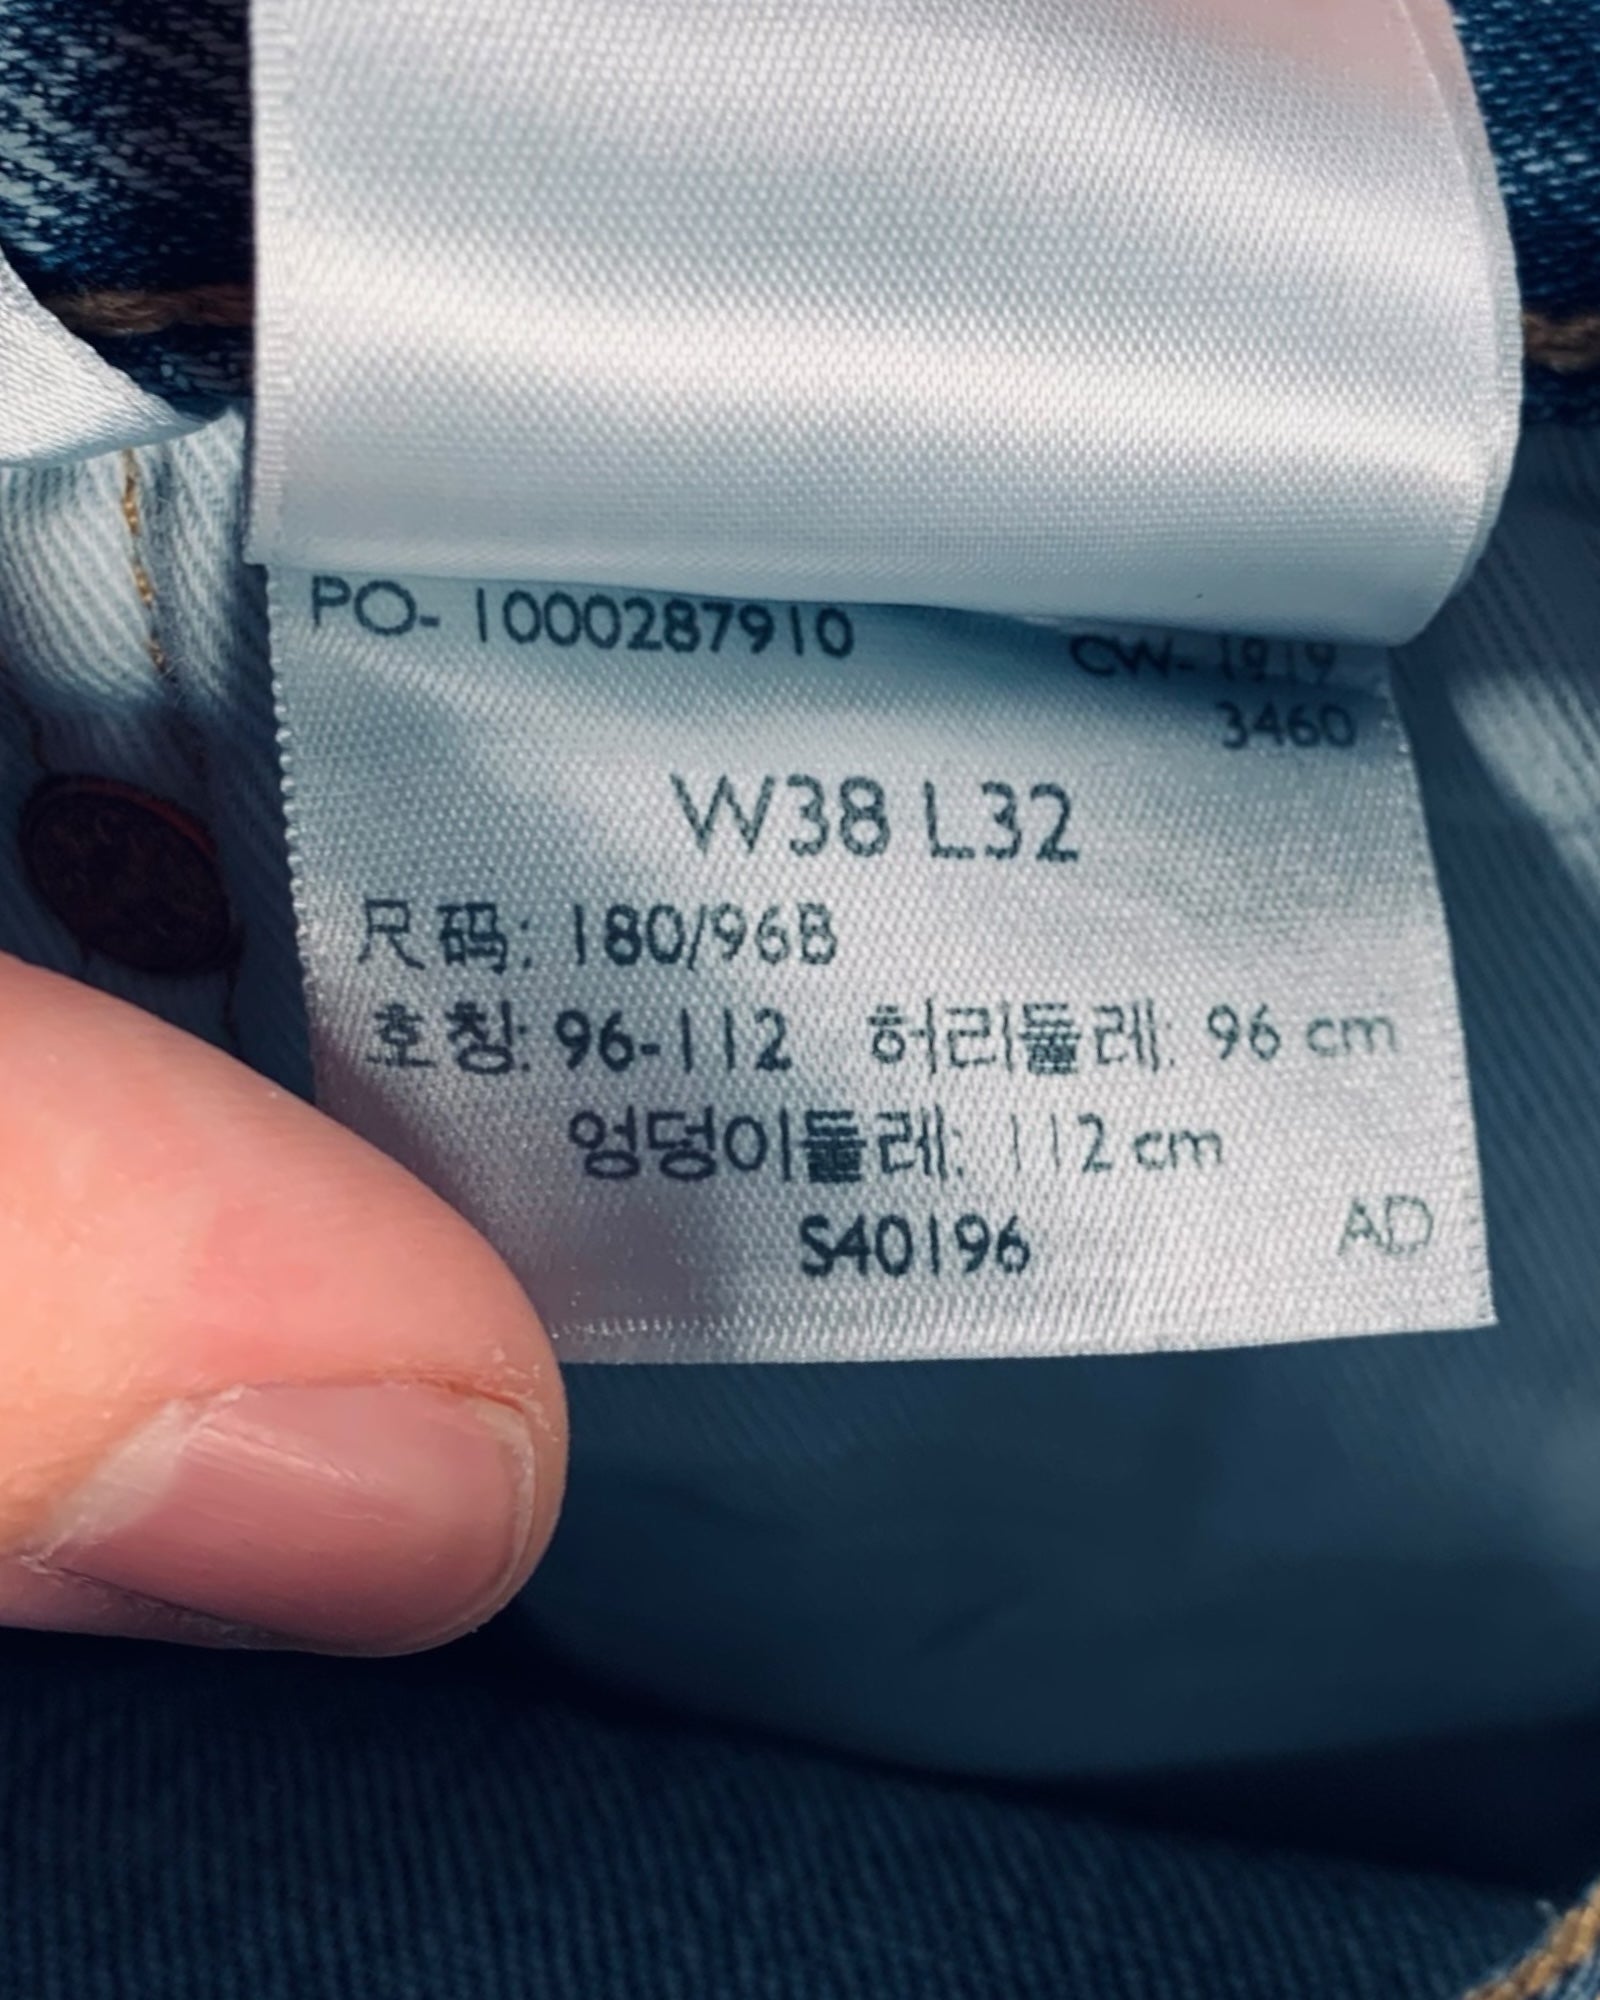 PO- 1000287910 CW- 1919
3460
W38 L32
尺码: 180/96B
호칭: 96-112 허리둘레: 96 cm
엉덩이둘레: 112 cm
S40196 AD